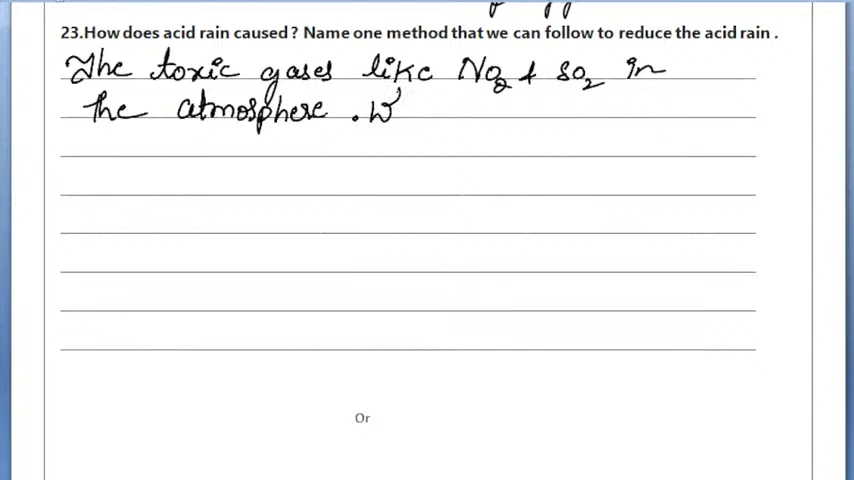 23.How does acid rain caused? Name one method that we can follow to reduce the acid rain .
The toxic gases like NO2 + SO2 in
the atmosphere . W
Or